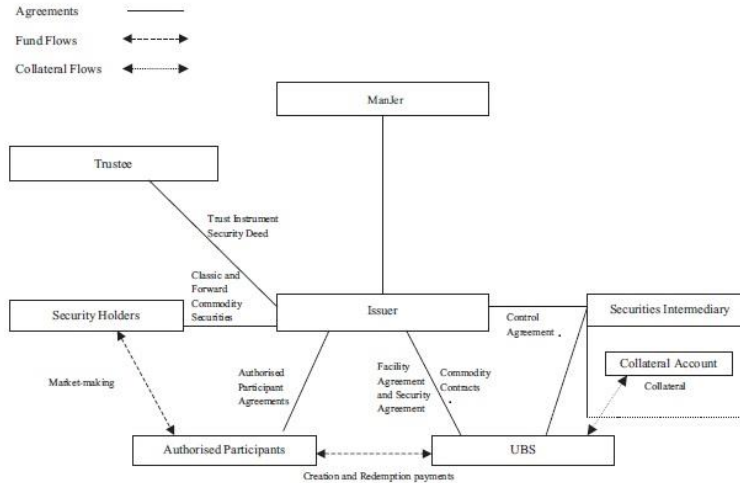 Agreements
Fund Flows
Collateral Flows
ManJer
Trustee
Trust Instrument
Security Deed
Classic and
Forward
Commodity
Securities
Security Holders
Issuer
Securities Intermediary
Control
Agreement
Collateral Account
Collateral
Market-making
Authorised
Participant
Agreements
Facility
Agreement
and Security
Agreement
Commodity
Contracts
Authorised Participants
UBS
Creation and Redemption payments